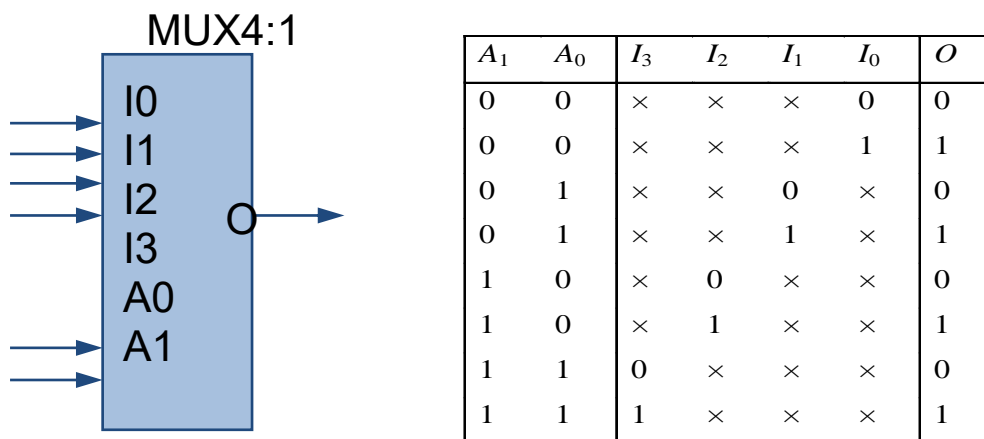 MUX4:1
I0
I1
I2
I3
A0
A1
O
A₁ A₀ I₃ I₂ I₁ I₀ O
0 0 × × × 0 0
0 0 × × × 1 1
0 1 × × 0 × 0
0 1 × × 1 × 1
1 0 × 0 × × 0
1 0 × 1 × × 1
1 1 0 × × × 0
1 1 1 × × × 1